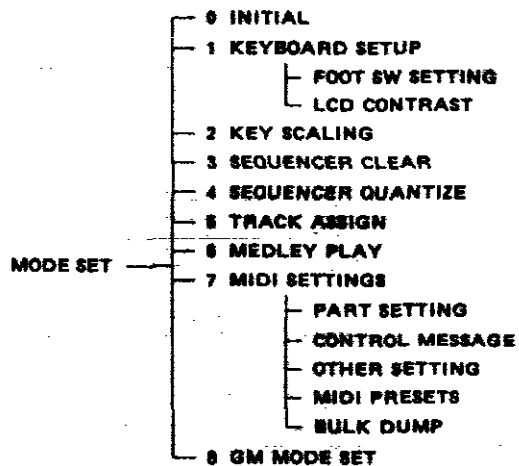 0 INITIAL
1 KEYBOARD SETUP
FOOT SW SETTING
LCD CONTRAST
2 KEY SCALING
3 SEQUENCER CLEAR
4 SEQUENCER QUANTIZE
5 TRACK ASSIGN
6 MEDLEY PLAY
MODE SET
7 MIDI SETTINGS
PART SETTING
CONTROL MESSAGE
OTHER SETTING
MIDI PRESETS
BULK DUMP
8 GM MODE SET